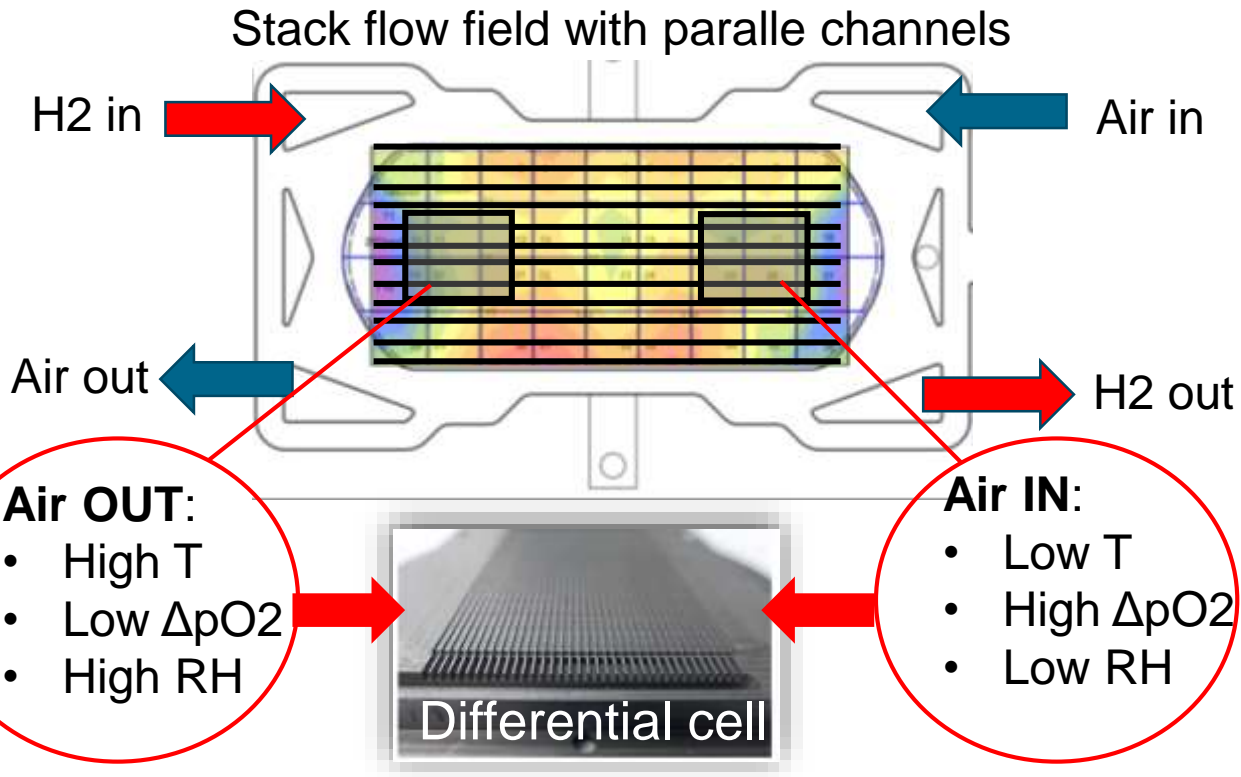 Stack flow field with paralle channels
H2 in
Air in
Air out
H2 out
Air OUT:
• High T
• Low ΔpO2
• High RH
Air IN:
• Low T
• High ΔpO2
• Low RH
Differential cell